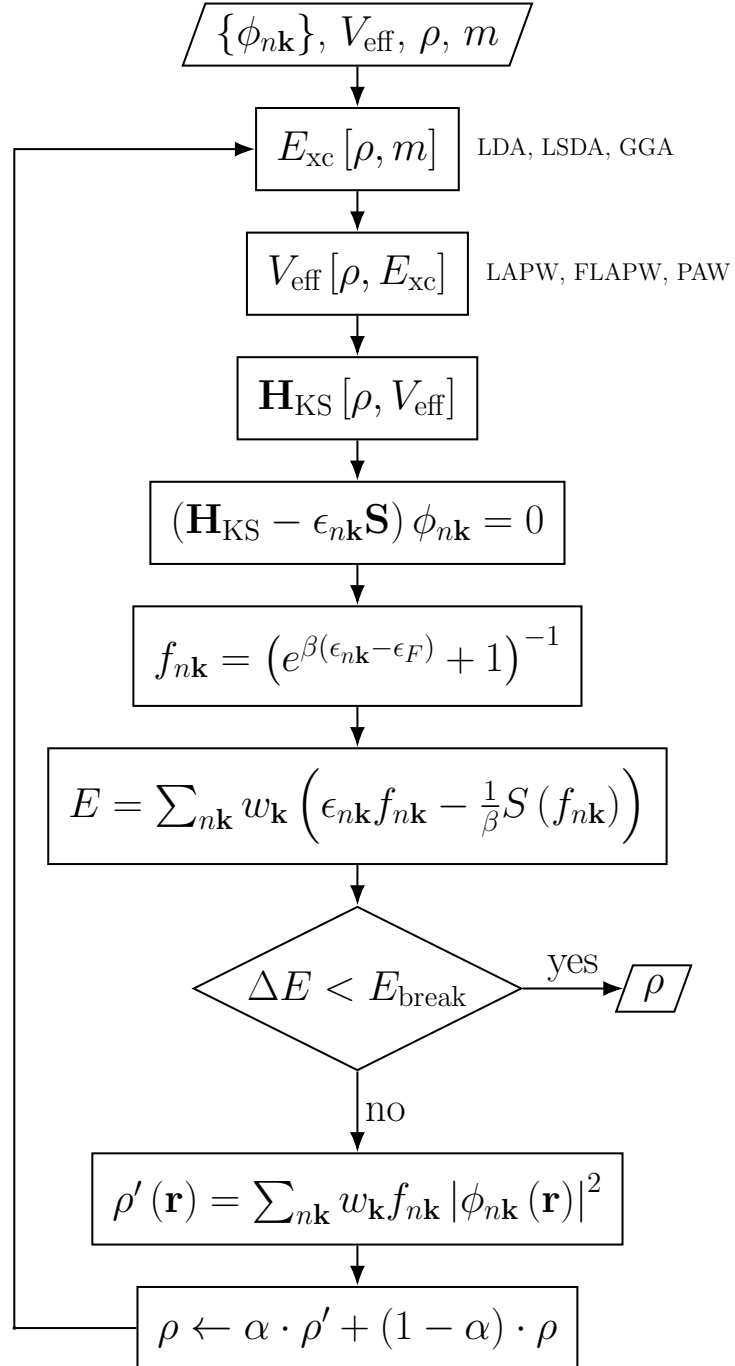 {ϕ_{n𝐤}}, V_eff, ρ, m
E_xc [ρ, m] LDA, LSDA, GGA
V_eff [ρ, E_xc] LAPW, FLAPW, PAW
𝐇_KS [ρ, V_eff]
(𝐇_KS − ϵ_{n𝐤}𝐒) ϕ_{n𝐤} = 0
f_{n𝐤} = (e^{β(ϵ_{n𝐤}−ϵ_F)} + 1)^{−1}
E = ∑_{n𝐤} w_𝐤 (ϵ_{n𝐤} f_{n𝐤} − 1/β S (f_{n𝐤}))
ΔE < E_break yes ρ
no
ρ′ (𝐫) = ∑_{n𝐤} w_𝐤 f_{n𝐤} |ϕ_{n𝐤} (𝐫)|^2
ρ ← α · ρ′ + (1 − α) · ρ